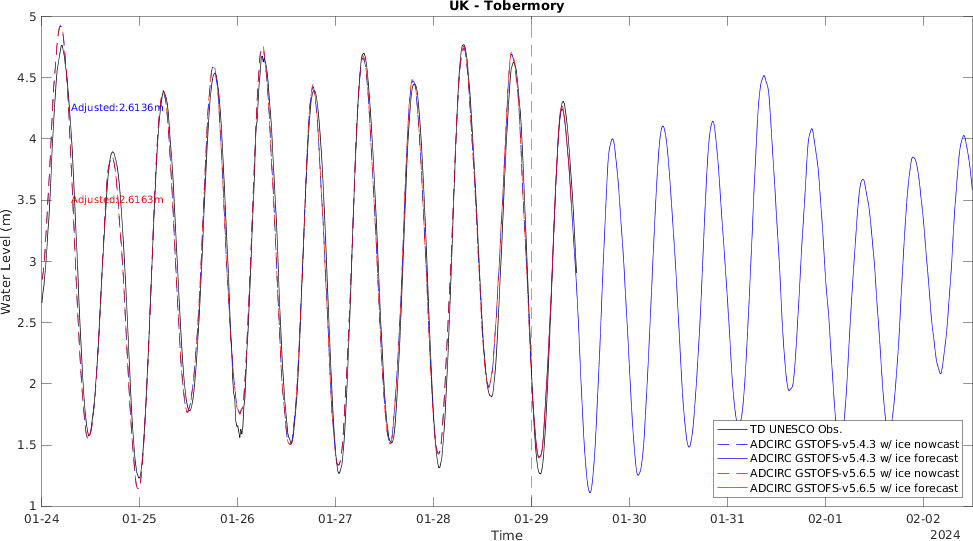 UK - Tobermory
5
4.5
4
3.5
3
2.5
2
1.5
1
Water Level (m)
Adjusted:2.6136m
Adjusted:2.6163m
TD UNESCO Obs.
ADCIRC GSTOFS-v5.4.3 w/ ice nowcast
ADCIRC GSTOFS-v5.4.3 w/ ice forecast
ADCIRC GSTOFS-v5.6.5 w/ ice nowcast
ADCIRC GSTOFS-v5.6.5 w/ ice forecast
01-24 01-25 01-26 01-27 01-28 01-29 01-30 01-31 02-01 02-02
Time
2024